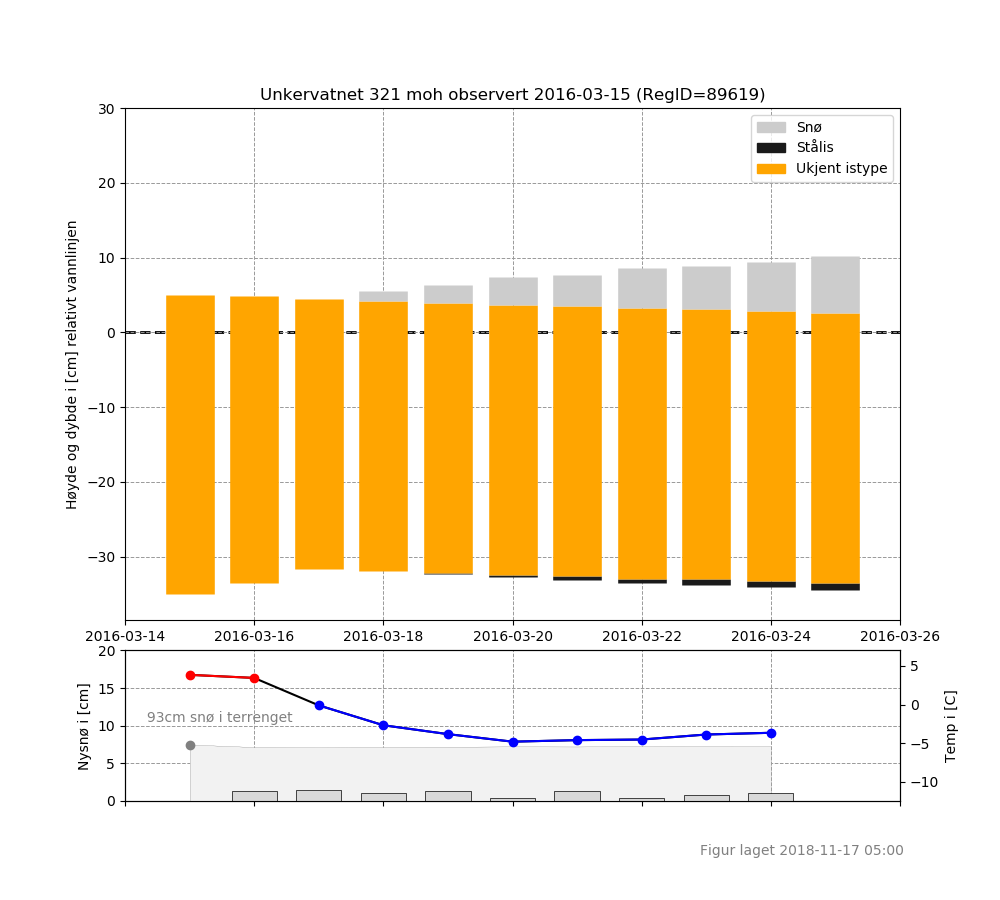 Unkervatnet 321 moh observert 2016-03-15 (RegID=89619)
30
20
10
0
−10
−20
−30
Høyde og dybde i [cm] relativt vannlinjen
Snø
Stålis
Ukjent istype
2016-03-14 2016-03-16 2016-03-18 2016-03-20 2016-03-22 2016-03-24 2016-03-26
20
15
10
5
0
Nysnø i [cm]
93cm snø i terrenget
5
0
−5
−10
Temp i [C]
Figur laget 2018-11-17 05:00